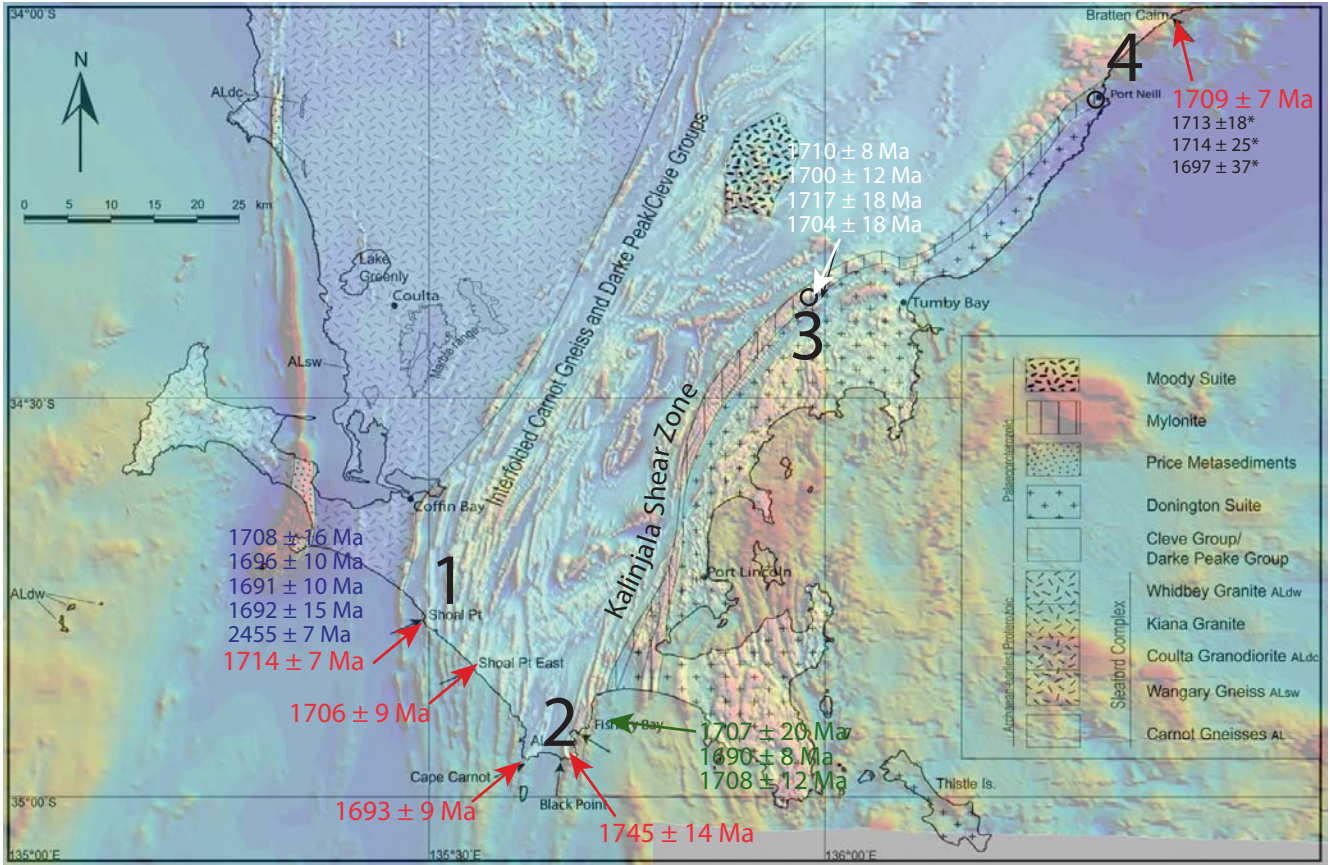 34°00'S
Bratten Cairn
N
4
ALdc
Port Neill
1709 ± 7 Ma
1713 ±18*
1714 ± 25*
1697 ± 37*
1710 ± 8 Ma
1700 ± 12 Ma
1717 ± 18 Ma
1704 ± 18 Ma
0 5 10 15 20 25 km
Interfolded Carnot Gneiss and Darke Peak/Cleve Groups
Lake
Greenly
Coulta
Marble range
3
Tumby Bay
ALsw
34°30'S
Kalinjala Shear Zone
Coffin Bay
1708 ± 16 Ma
1696 ± 10 Ma
1691 ± 10 Ma
1692 ± 15 Ma
2455 ± 7 Ma
1714 ± 7 Ma
ALdw
1
Shoal Pt
Port Lincoln
Shoal Pt East
1706 ± 9 Ma
2
Fishery Bay
1707 ± 20 Ma
1690 ± 8 Ma
1708 ± 12 Ma
Cape Carnot
Black Point
1693 ± 9 Ma
1745 ± 14 Ma
Thistle Is.
35°00'S
135°00'E
135°30'E
136°00'E
Moody Suite
Mylonite
Price Metasediments
Donington Suite
Cleve Group/
Darke Peake Group
Whidbey Granite ALdw
Kiana Granite
Coulta Granodiorite ALdc
Wangary Gneiss ALsw
Carnot Gneisses AL
Paleoproterozoic
Sleaford Complex